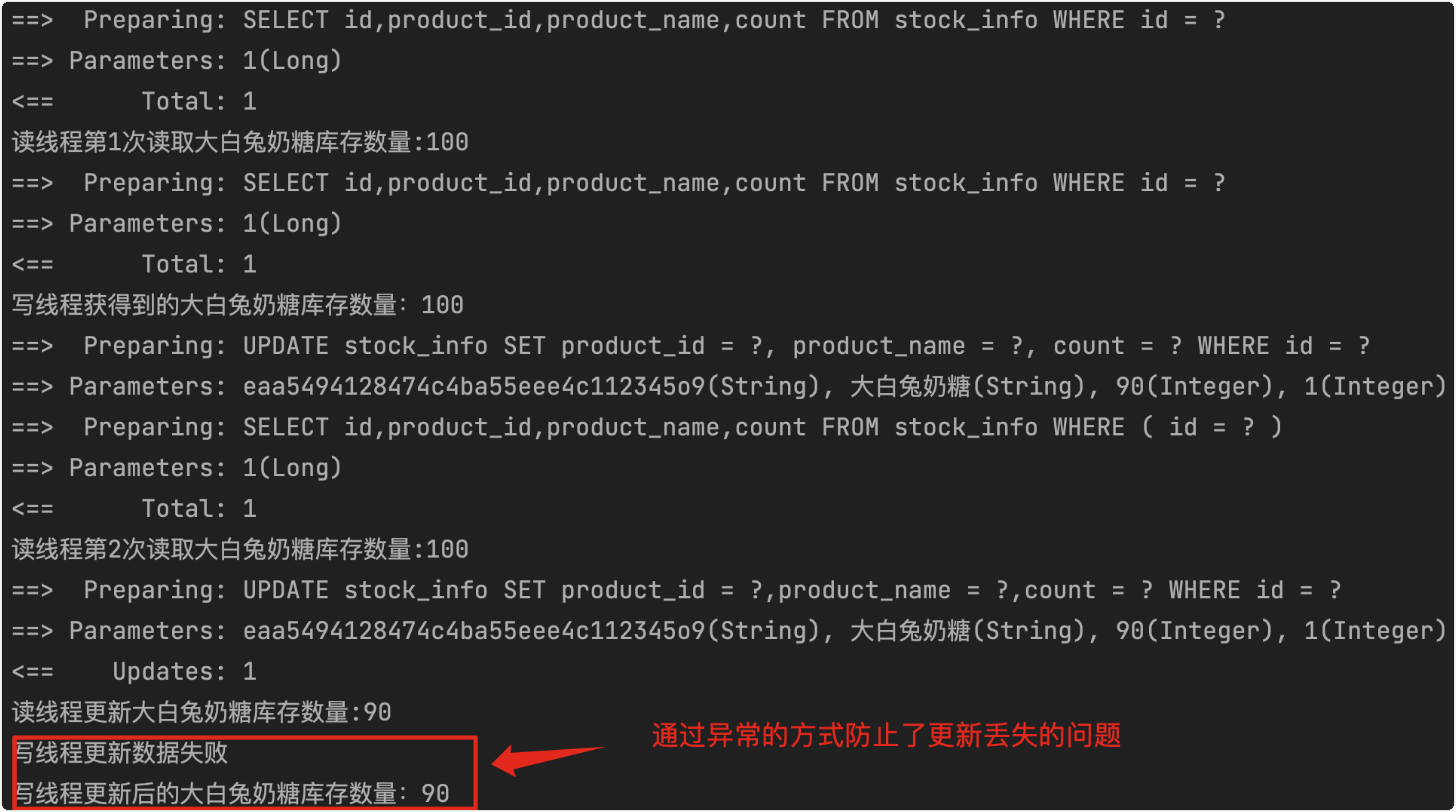 ==>  Preparing: SELECT id,product_id,product_name,count FROM stock_info WHERE id = ?
==> Parameters: 1(Long)
<==      Total: 1
读线程第1次读取大白兔奶糖库存数量:100
==>  Preparing: SELECT id,product_id,product_name,count FROM stock_info WHERE id = ?
==> Parameters: 1(Long)
<==      Total: 1
写线程获得到的大白兔奶糖库存数量：100
==>  Preparing: UPDATE stock_info SET product_id = ?, product_name = ?, count = ? WHERE id = ?
==> Parameters: eaa5494128474c4ba55eee4c112345o9(String), 大白兔奶糖(String), 90(Integer), 1(Integer)
==>  Preparing: SELECT id,product_id,product_name,count FROM stock_info WHERE ( id = ? )
==> Parameters: 1(Long)
<==      Total: 1
读线程第2次读取大白兔奶糖库存数量:100
==>  Preparing: UPDATE stock_info SET product_id = ?,product_name = ?,count = ? WHERE id = ?
==> Parameters: eaa5494128474c4ba55eee4c112345o9(String), 大白兔奶糖(String), 90(Integer), 1(Integer)
<==    Updates: 1
读线程更新大白兔奶糖库存数量:90
写线程更新数据失败
通过异常的方式防止了更新丢失的问题
写线程更新后的大白兔奶糖库存数量：90